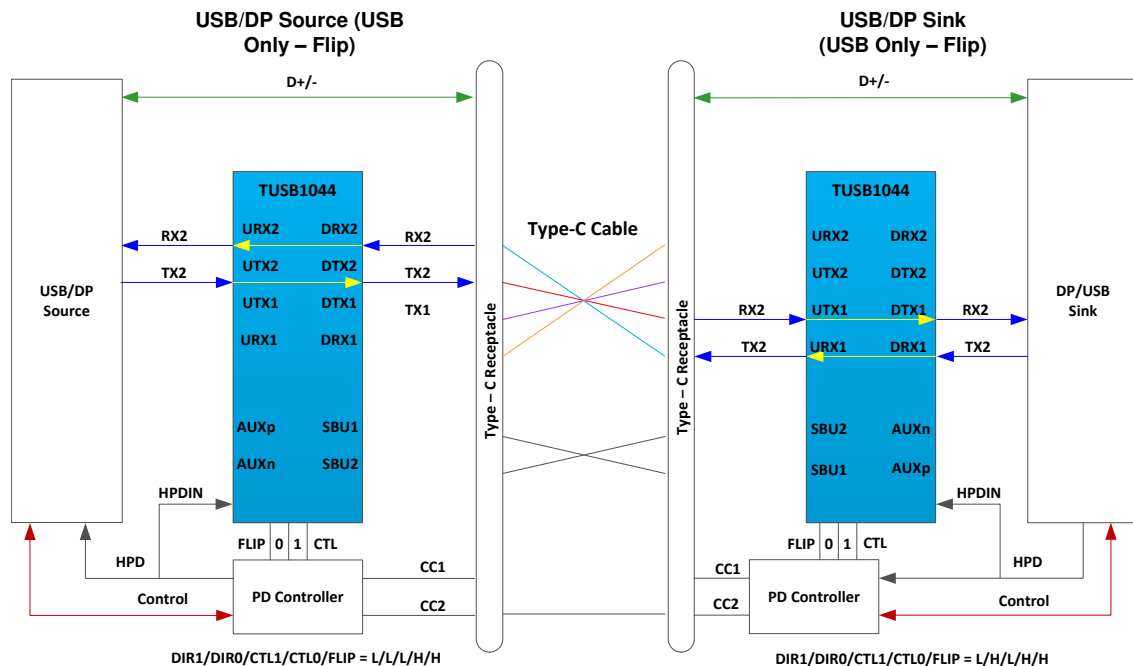 USB/DP Source (USB
Only – Flip)
USB/DP Sink
(USB Only – Flip)
D+/-
D+/-
TUSB1044
TUSB1044
Type-C Cable
RX2
URX2
DRX2
RX2
TX2
UTX2
DTX2
TX2
UTX1
DTX1
TX1
URX1
DRX1
USB/DP
Source
Type – C Receptacle
Type – C Receptacle
URX2
DRX2
UTX2
DTX2
RX2
UTX1
DTX1
RX2
TX2
URX1
DRX1
TX2
DP/USB
Sink
AUXp
SBU1
AUXn
SBU2
SBU2
AUXn
SBU1
AUXp
HPDIN
HPDIN
FLIP
0
1
CTL
FLIP
0
1
CTL
HPD
CC1
CC1
HPD
PD Controller
PD Controller
Control
CC2
CC2
Control
DIR1/DIR0/CTL1/CTL0/FLIP = L/L/L/H/H
DIR1/DIR0/CTL1/CTL0/FLIP = L/H/L/H/H